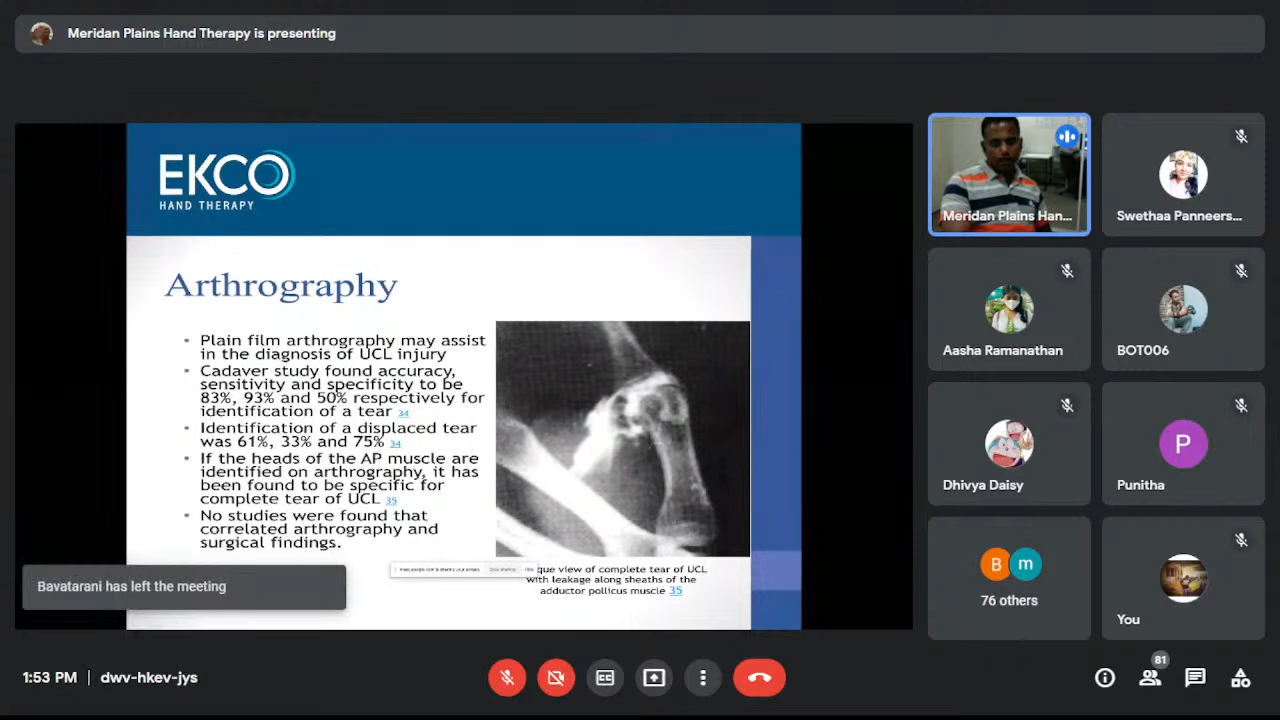 Meridan Plains Hand Therapy is presenting
EKCO
HAND THERAPY
Arthrography
Plain film arthrography may assist
in the diagnosis of UCL injury
Cadaver study found accuracy,
sensitivity and specificity to be
83%, 93% and 50% respectively for
identification of a tear 34
Identification of a displaced tear
was 61%, 33% and 75% 34
If the heads of the AP muscle are
identified on arthrography, it has
been found to be specific for
complete tear of UCL 35
No studies were found that
correlated arthrography and
surgical findings.
que view of complete tear of UCL
with leakage along sheaths of the
adductor pollicus muscle 35
Bavatarani has left the meeting
Meridan Plains Han...
Swethaa Panneers...
Aasha Ramanathan
BOT006
Dhivya Daisy
P
Punitha
B m
76 others
You
1:53 PM | dwv-hkev-jys
81